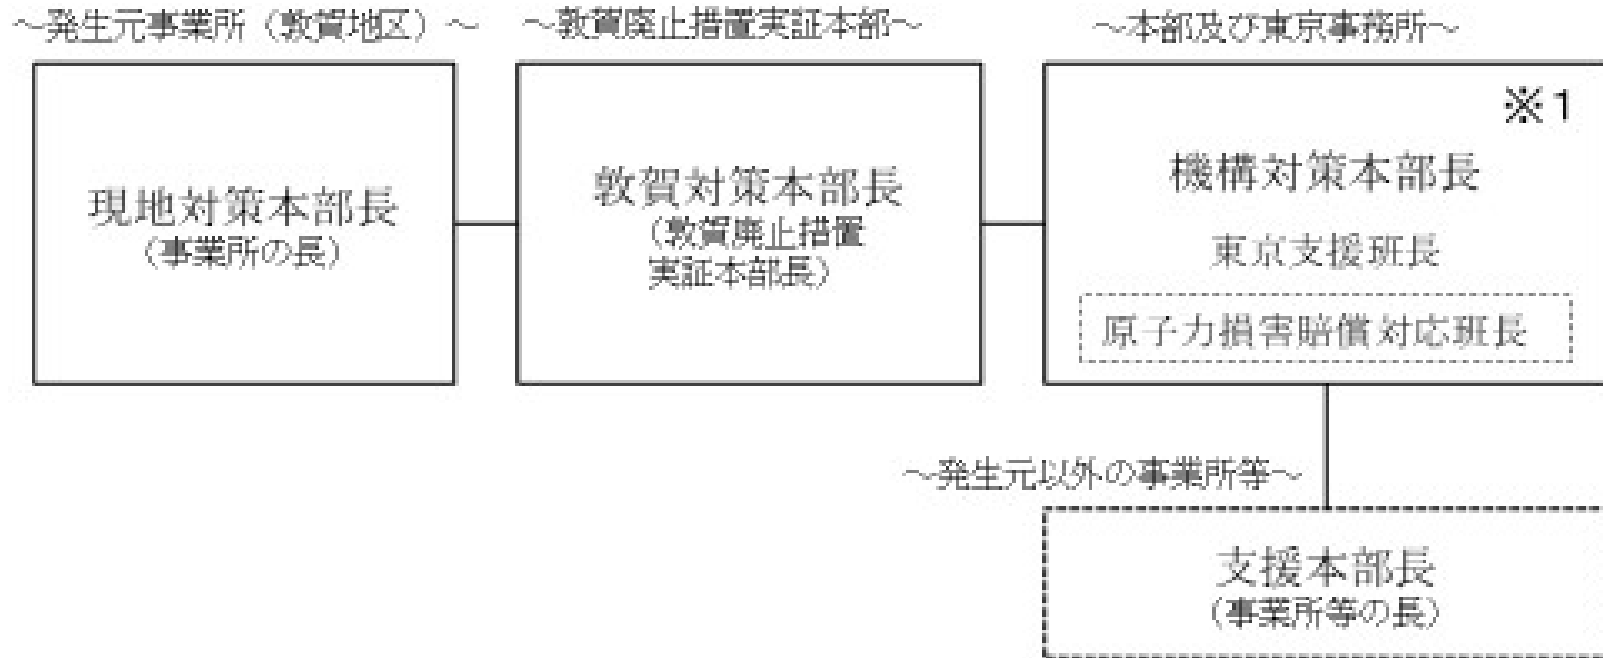 ～発生元事業所（敦賀地区）～
～敦賀廃止措置実証本部～
～本部及び東京事務所～
現地対策本部長
（事業所の長）
敦賀対策本部長
（敦賀廃止措置
実証本部長）
※1
機構対策本部長
東京支援班長
原子力損害賠償対応班長
～発生元以外の事業所等～
支援本部長
（事業所等の長）